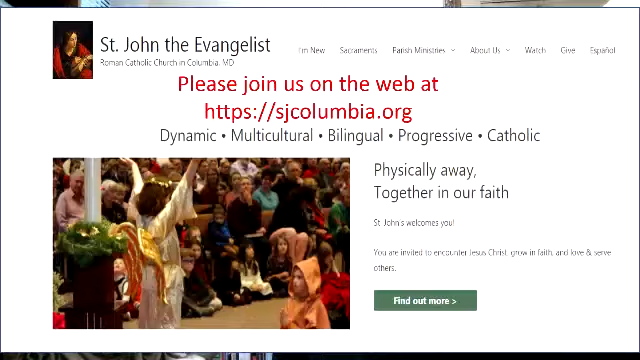 St. John the Evangelist
Roman Catholic Church in Columbia, MD
I'm New Sacraments Parish Ministries About Us Watch Give Español
Please join us on the web at
https://sjcolumbia.org
Dynamic • Multicultural • Bilingual • Progressive • Catholic
Physically away,
Together in our faith
St. John's welcomes you!
You are invited to encounter Jesus Christ, grow in faith, and love & serve
others.
Find out more >